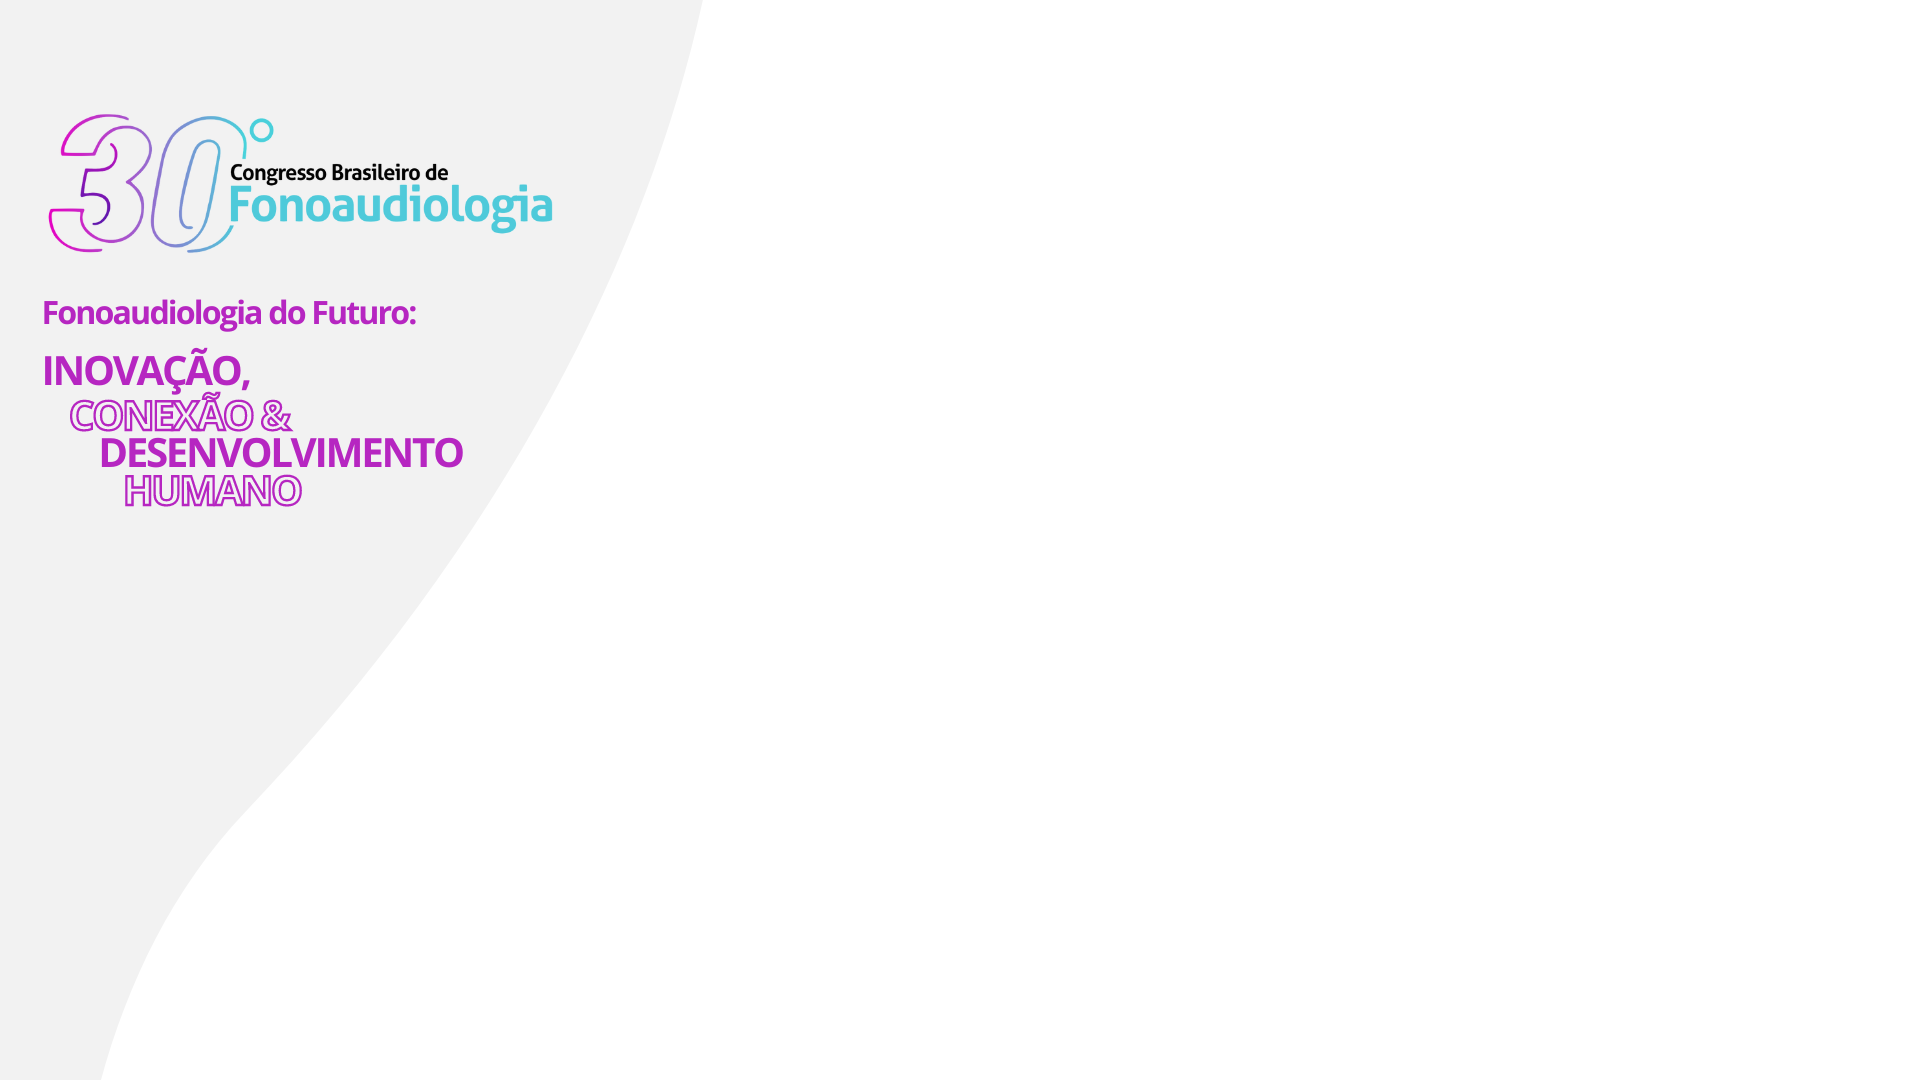 30°
Congresso Brasileiro de
Fonoaudiologia
Fonoaudiologia do Futuro:
INOVAÇÃO,
CONEXÃO &
DESENVOLVIMENTO
HUMANO